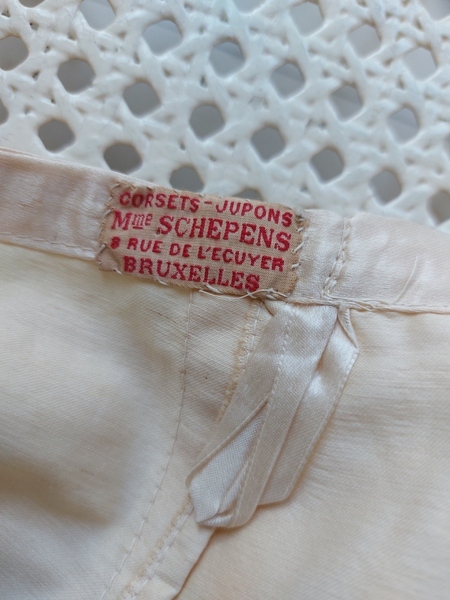 CORSETS-JUPONS
Mme SCHEPENS
8 RUE DE L'ECUYER
BRUXELLES